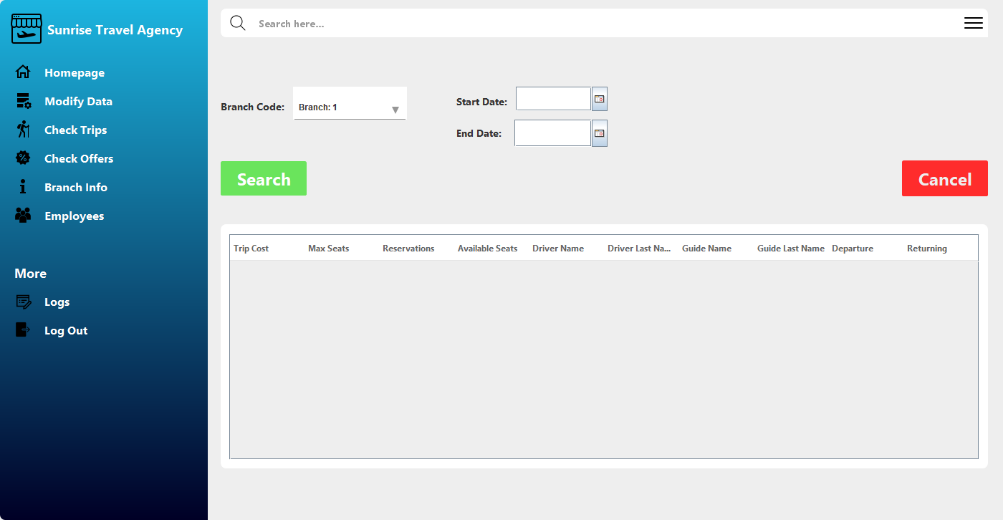 Sunrise Travel Agency
Homepage
Modify Data
Check Trips
Check Offers
Branch Info
Employees
More
Logs
Log Out
Search here...
Branch Code: Branch: 1
Start Date:
End Date:
Search Cancel
Trip Cost Max Seats Reservations Available Seats Driver Name Driver Last Na... Guide Name Guide Last Name Departure Returning